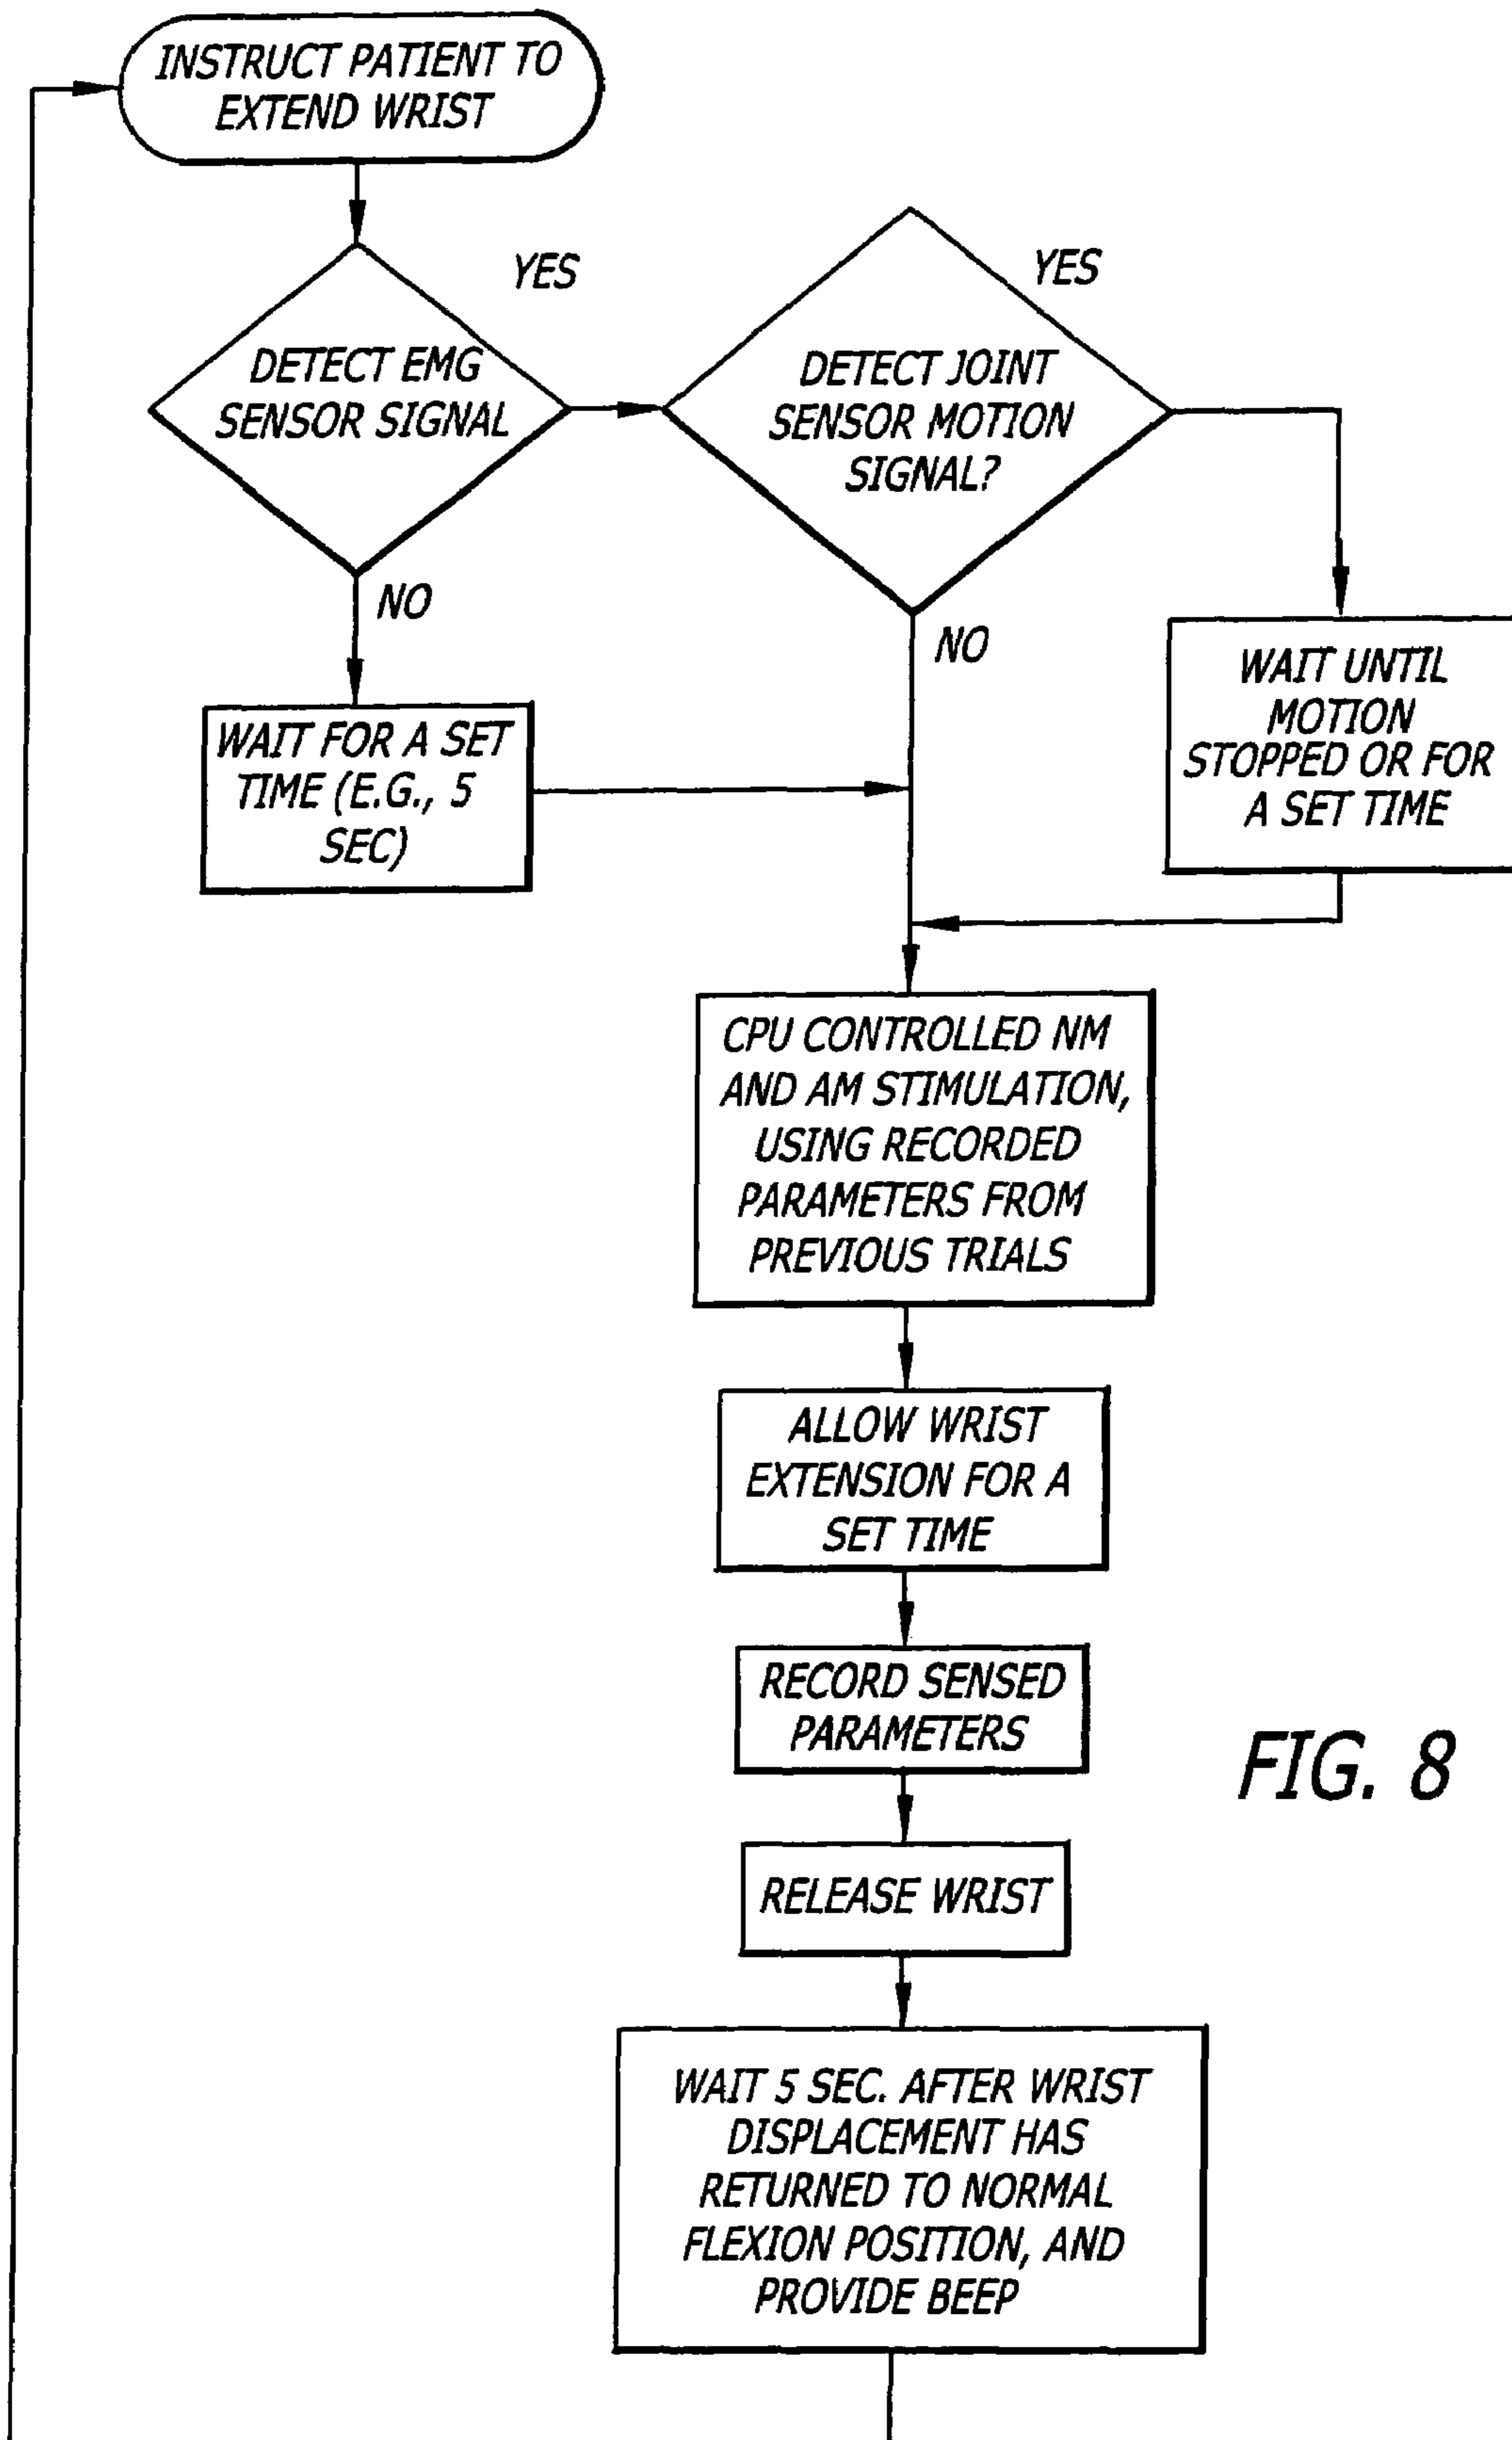 INSTRUCT PATIENT TO
EXTEND WRIST
YES
DETECT EMG
SENSOR SIGNAL
NO
YES
DETECT JOINT
SENSOR MOTION
SIGNAL?
NO
WAIT FOR A SET
TIME (E.G., 5
SEC)
WAIT UNTIL
MOTION
STOPPED OR FOR
A SET TIME
CPU CONTROLLED NM
AND AM STIMULATION,
USING RECORDED
PARAMETERS FROM
PREVIOUS TRIALS
ALLOW WRIST
EXTENSION FOR A
SET TIME
RECORD SENSED
PARAMETERS
FIG. 8
RELEASE WRIST
WAIT 5 SEC. AFTER WRIST
DISPLACEMENT HAS
RETURNED TO NORMAL
FLEXION POSITION, AND
PROVIDE BEEP